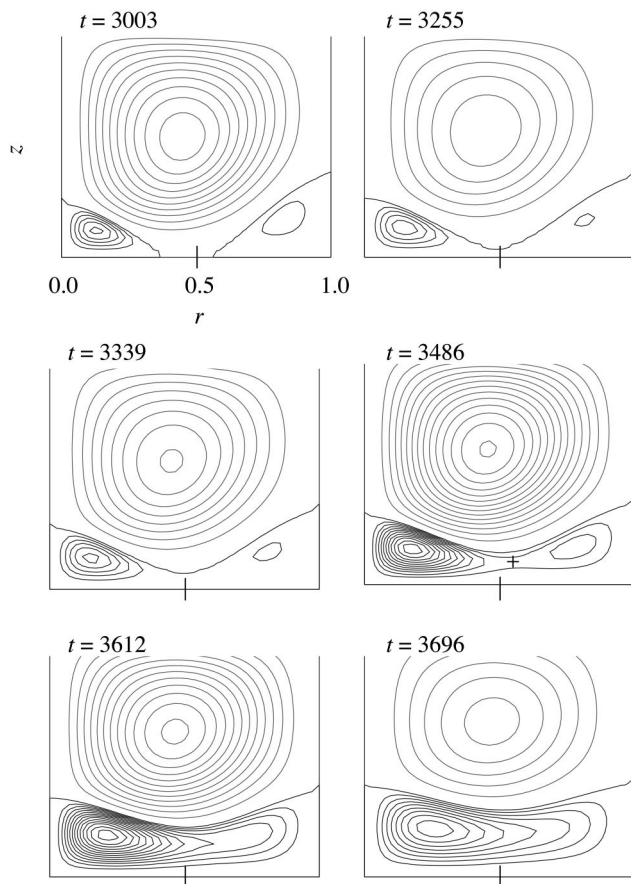 t = 3003
t = 3255
z
0.0 0.5 1.0
r
t = 3339
t = 3486
t = 3612
t = 3696